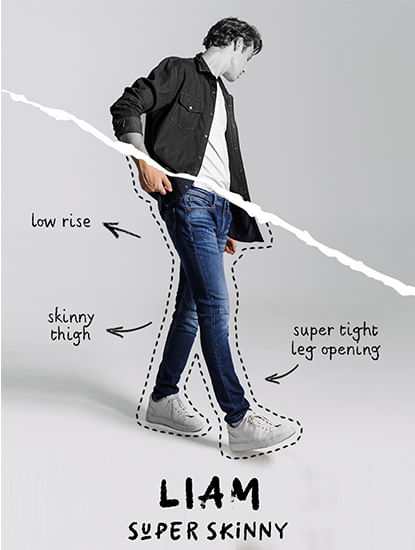 low rise
skinny
thigh
super tight
leg opening
LIAM
SUPER SKINNY